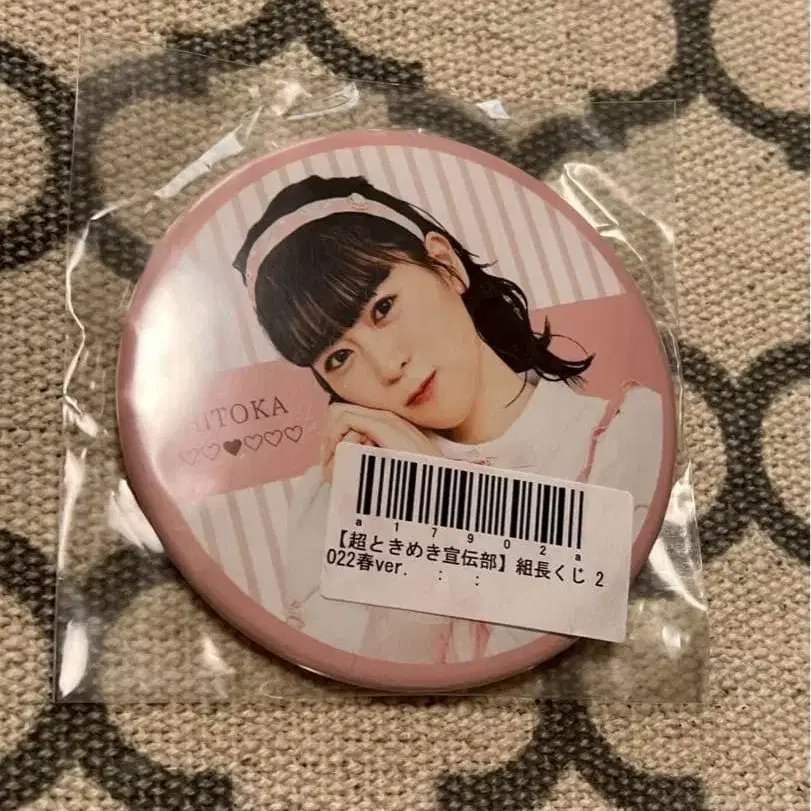 HITOKA
♡♡♥♡♡♡
a17902a
【超ときめき宣伝部】組長くじ 2
022春ver. : :